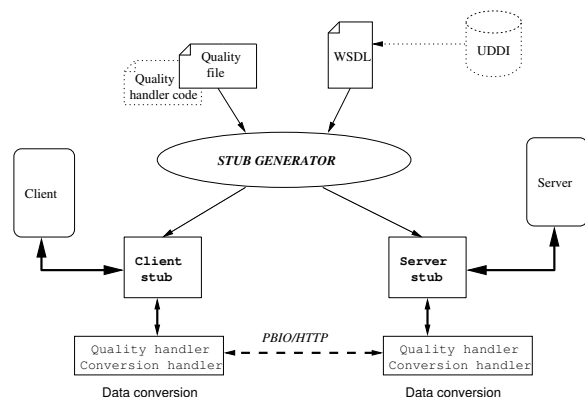 Quality
file
Quality
handler code
WSDL
UDDI
STUB GENERATOR
Client
Server
Client
stub
Server
stub
PBIO/HTTP
Quality handler
Conversion handler
Quality handler
Conversion handler
Data conversion
Data conversion